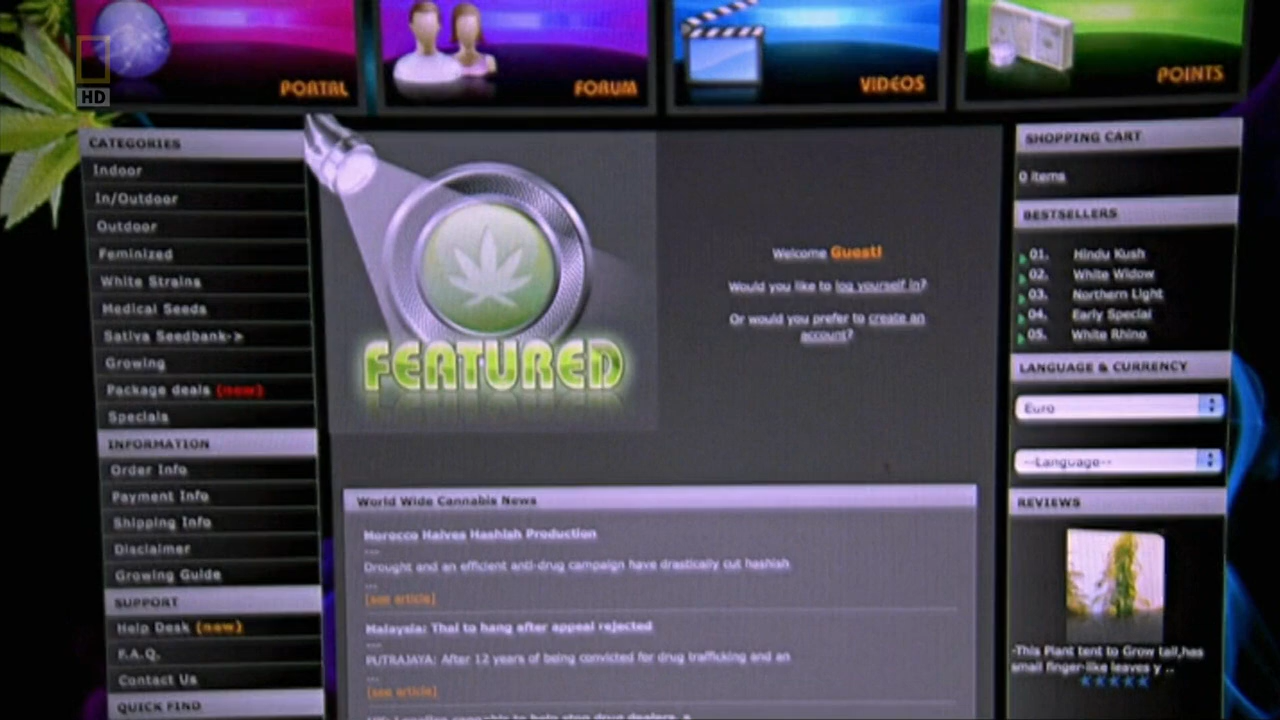 HD
PORTAL
FORUM
VIDEOS
POINTS
CATEGORIES
Indoor
In/Outdoor
Outdoor
Feminized
White Strains
Medical Seeds
Sativa Seedbank->
Growing
Package deals (new)
Specials
INFORMATION
Order Info
Payment Info
Shipping Info
Disclaimer
Growing Guide
SUPPORT
Help Desk (new)
F.A.Q.
Contact Us
QUICK FIND
FEATURED
Welcome Guest!
Would you like to log yourself in?
Or would you prefer to create an
account?
World Wide Cannabis News
Morocco Halves Hashish Production
---
Drought and an efficient anti-drug campaign have drastically cut hashish
...
[see article]
Malaysia: Thai to hang after appeal rejected
---
PUTRAJAYA: After 12 years of being convicted for drug trafficking and an
...
[see article]
SHOPPING CART
0 items
BESTSELLERS
01. Hindu Kush
02. White Widow
03. Northern Light
04. Early Special
05. White Rhino
LANGUAGE & CURRENCY
Euro
--Language--
REVIEWS
-This Plant tent to Grow tall,has
small finger-like leaves y ..